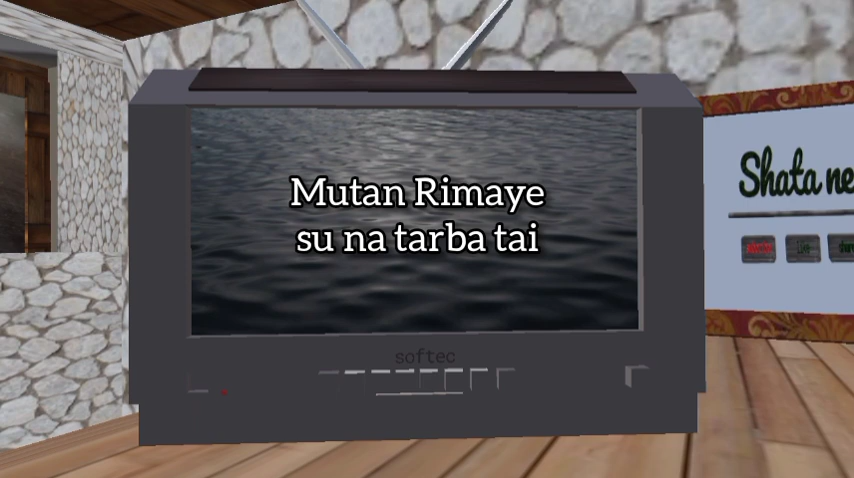 Mutan Rimaye
su na tarba tai
softec
Shata ne